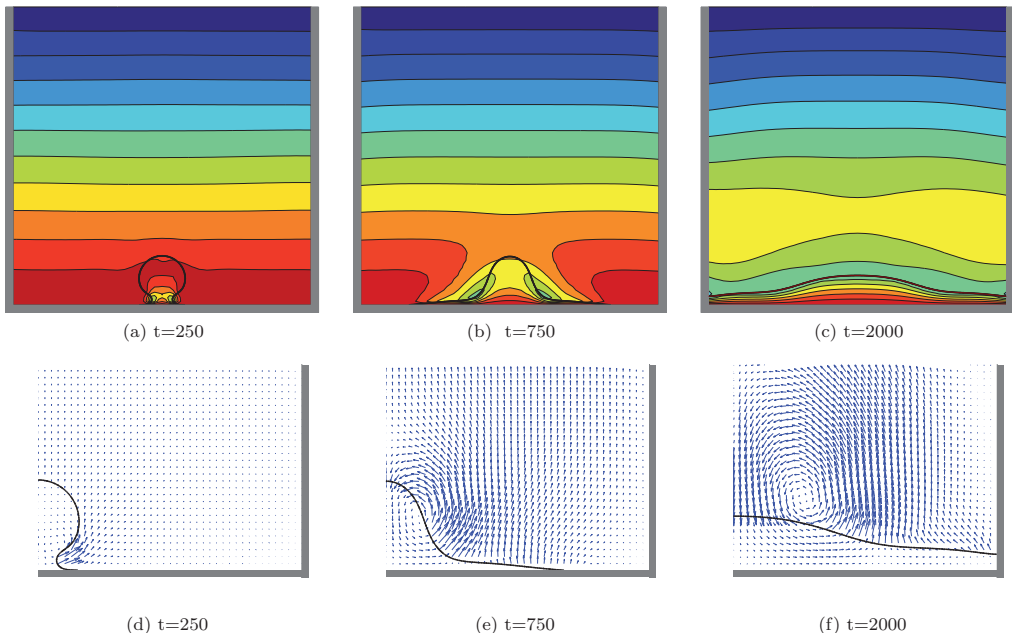 (a) t=250
(b) t=750
(c) t=2000
(d) t=250
(e) t=750
(f) t=2000